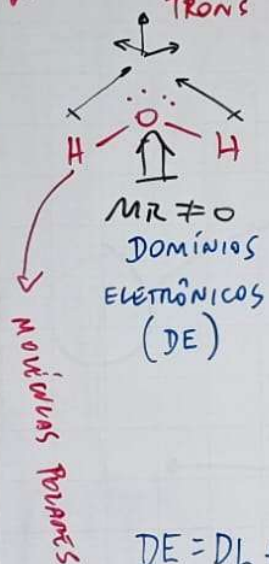 TRONS
O
H H
MR ≠ 0
DOMÍNIOS
ELETRÔNICOS
(DE)
MOLÉCULAS POLARES
DE = DL